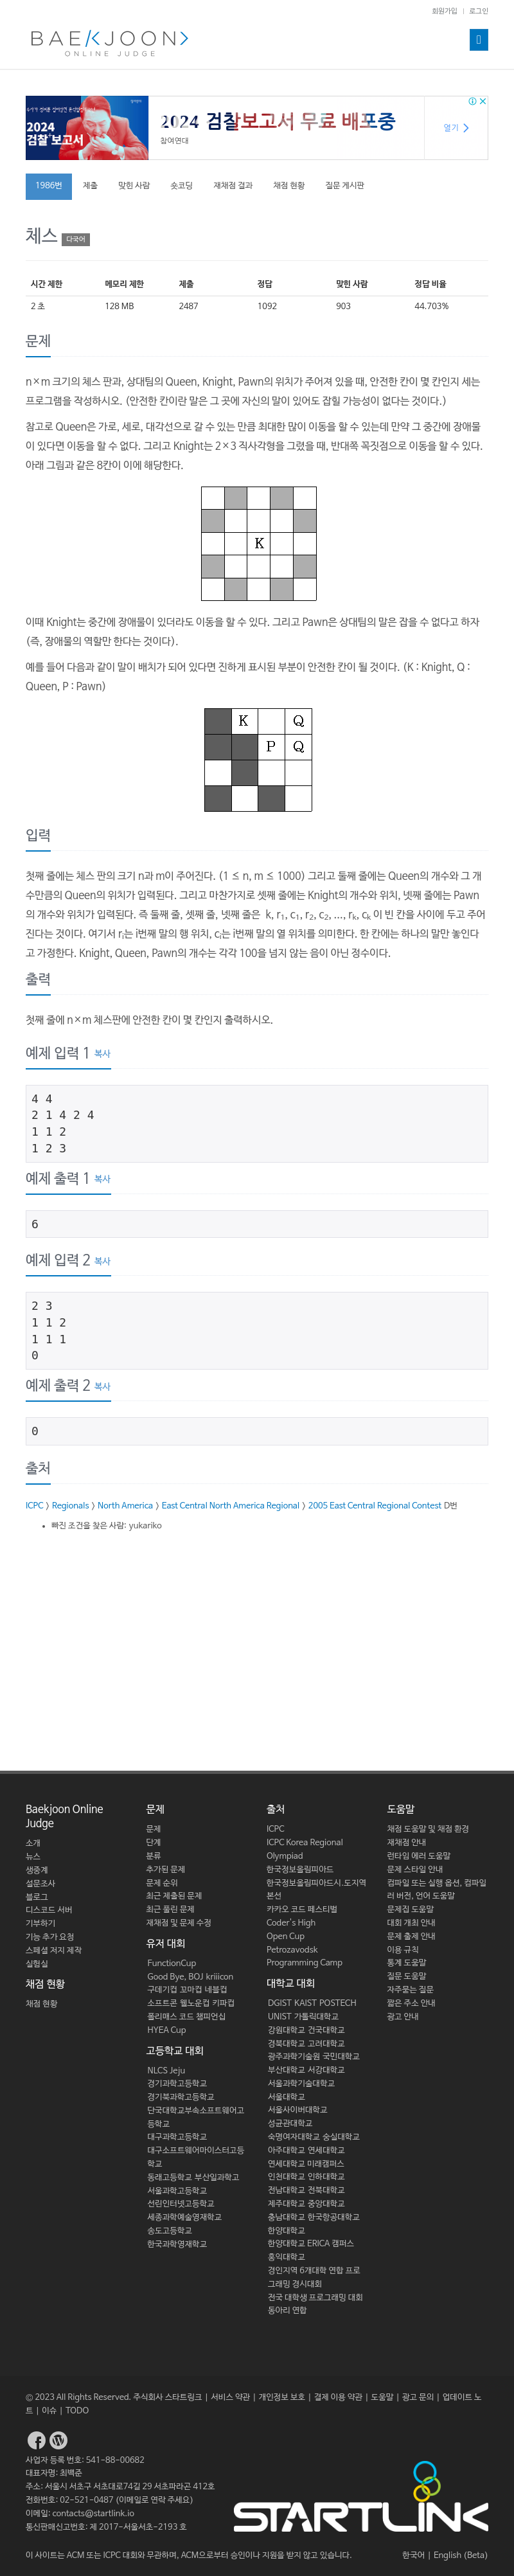 회원가입 | 로그인
BAEKJOON>
ONLINE JUDGE
2024 검찰보고서
2024 검찰보고서 무료 배포중
참여연대
열기
1986번 제출 맞힌 사람 숏코딩 재채점 결과 채점 현황 질문 게시판
체스 다국어
시간 제한 메모리 제한 제출 정답 맞힌 사람 정답 비율
2 초 128 MB 2487 1092 903 44.703%
문제
n×m 크기의 체스 판과, 상대팀의 Queen, Knight, Pawn의 위치가 주어져 있을 때, 안전한 칸이 몇 칸인지 세는
프로그램을 작성하시오. (안전한 칸이란 말은 그 곳에 자신의 말이 있어도 잡힐 가능성이 없다는 것이다.)
참고로 Queen은 가로, 세로, 대각선으로 갈 수 있는 만큼 최대한 많이 이동을 할 수 있는데 만약 그 중간에 장애물
이 있다면 이동을 할 수 없다. 그리고 Knight는 2×3 직사각형을 그렸을 때, 반대쪽 꼭짓점으로 이동을 할 수 있다.
아래 그림과 같은 8칸이 이에 해당한다.
K
이때 Knight는 중간에 장애물이 있더라도 이동을 할 수 있다. 그리고 Pawn은 상대팀의 말은 잡을 수 없다고 하자
(즉, 장애물의 역할만 한다는 것이다).
예를 들어 다음과 같이 말이 배치가 되어 있다면 진하게 표시된 부분이 안전한 칸이 될 것이다. (K : Knight, Q :
Queen, P : Pawn)
K Q
P Q
입력
첫째 줄에는 체스 판의 크기 n과 m이 주어진다. (1 ≤ n, m ≤ 1000) 그리고 둘째 줄에는 Queen의 개수와 그 개
수만큼의 Queen의 위치가 입력된다. 그리고 마찬가지로 셋째 줄에는 Knight의 개수와 위치, 넷째 줄에는 Pawn
의 개수와 위치가 입력된다. 즉 둘째 줄, 셋째 줄, 넷째 줄은 k, r₁, c₁, r₂, c₂, ..., rₖ, cₖ 이 빈 칸을 사이에 두고 주어
진다는 것이다. 여기서 rᵢ는 i번째 말의 행 위치, cᵢ는 i번째 말의 열 위치를 의미한다. 한 칸에는 하나의 말만 놓인다
고 가정한다. Knight, Queen, Pawn의 개수는 각각 100을 넘지 않는 음이 아닌 정수이다.
출력
첫째 줄에 n×m 체스판에 안전한 칸이 몇 칸인지 출력하시오.
예제 입력 1 복사
4 4
2 1 4 2 4
1 1 2
1 2 3
예제 출력 1 복사
6
예제 입력 2 복사
2 3
1 1 2
1 1 1
0
예제 출력 2 복사
0
출처
ICPC > Regionals > North America > East Central North America Regional > 2005 East Central Regional Contest D번
• 빠진 조건을 찾은 사람: yukariko
Baekjoon Online
Judge
소개
뉴스
생중계
설문조사
블로그
디스코드 서버
기부하기
기능 추가 요청
스페셜 저지 제작
실험실
채점 현황
채점 현황
문제
문제
단계
분류
추가된 문제
문제 순위
최근 제출된 문제
최근 풀린 문제
재채점 및 문제 수정
유저 대회
FunctionCup
Good Bye, BOJ kriiicon
구데기컵 꼬마컵 네블컵
소프트콘 웰노운컵 키파컵
폴리매스 코드 챔피언십
HYEA Cup
고등학교 대회
NLCS Jeju
경기과학고등학교
경기북과학고등학교
단국대학교부속소프트웨어고
등학교
대구과학고등학교
대구소프트웨어마이스터고등
학교
동래고등학교 부산일과학고
서울과학고등학교
선린인터넷고등학교
세종과학예술영재학교
송도고등학교
한국과학영재학교
출처
ICPC
ICPC Korea Regional
Olympiad
한국정보올림피아드
한국정보올림피아드시.도지역
본선
카카오 코드 페스티벌
Coder's High
Open Cup
Petrozavodsk
Programming Camp
대학교 대회
DGIST KAIST POSTECH
UNIST 가톨릭대학교
강원대학교 건국대학교
경북대학교 고려대학교
광주과학기술원 국민대학교
부산대학교 서강대학교
서울과학기술대학교
서울대학교
서울사이버대학교
성균관대학교
숙명여자대학교 숭실대학교
아주대학교 연세대학교
연세대학교 미래캠퍼스
인천대학교 인하대학교
전남대학교 전북대학교
제주대학교 중앙대학교
충남대학교 한국항공대학교
한양대학교
한양대학교 ERICA 캠퍼스
홍익대학교
경인지역 6개대학 연합 프로
그래밍 경시대회
전국 대학생 프로그래밍 대회
동아리 연합
도움말
채점 도움말 및 채점 환경
재채점 안내
런타임 에러 도움말
문제 스타일 안내
컴파일 또는 실행 옵션, 컴파일
러 버전, 언어 도움말
문제집 도움말
대회 개최 안내
문제 출제 안내
이용 규칙
통계 도움말
질문 도움말
자주묻는 질문
짧은 주소 안내
광고 안내
© 2023 All Rights Reserved. 주식회사 스타트링크 | 서비스 약관 | 개인정보 보호 | 결제 이용 약관 | 도움말 | 광고 문의 | 업데이트 노
트 | 이슈 | TODO
사업자 등록 번호: 541-88-00682
대표자명: 최백준
주소: 서울시 서초구 서초대로74길 29 서초파라곤 412호
전화번호: 02-521-0487 (이메일로 연락 주세요)
이메일: contacts@startlink.io
통신판매신고번호: 제 2017-서울서초-2193 호
STARTLINK
이 사이트는 ACM 또는 ICPC 대회와 무관하며, ACM으로부터 승인이나 지원을 받지 않고 있습니다.
한국어 | English (Beta)